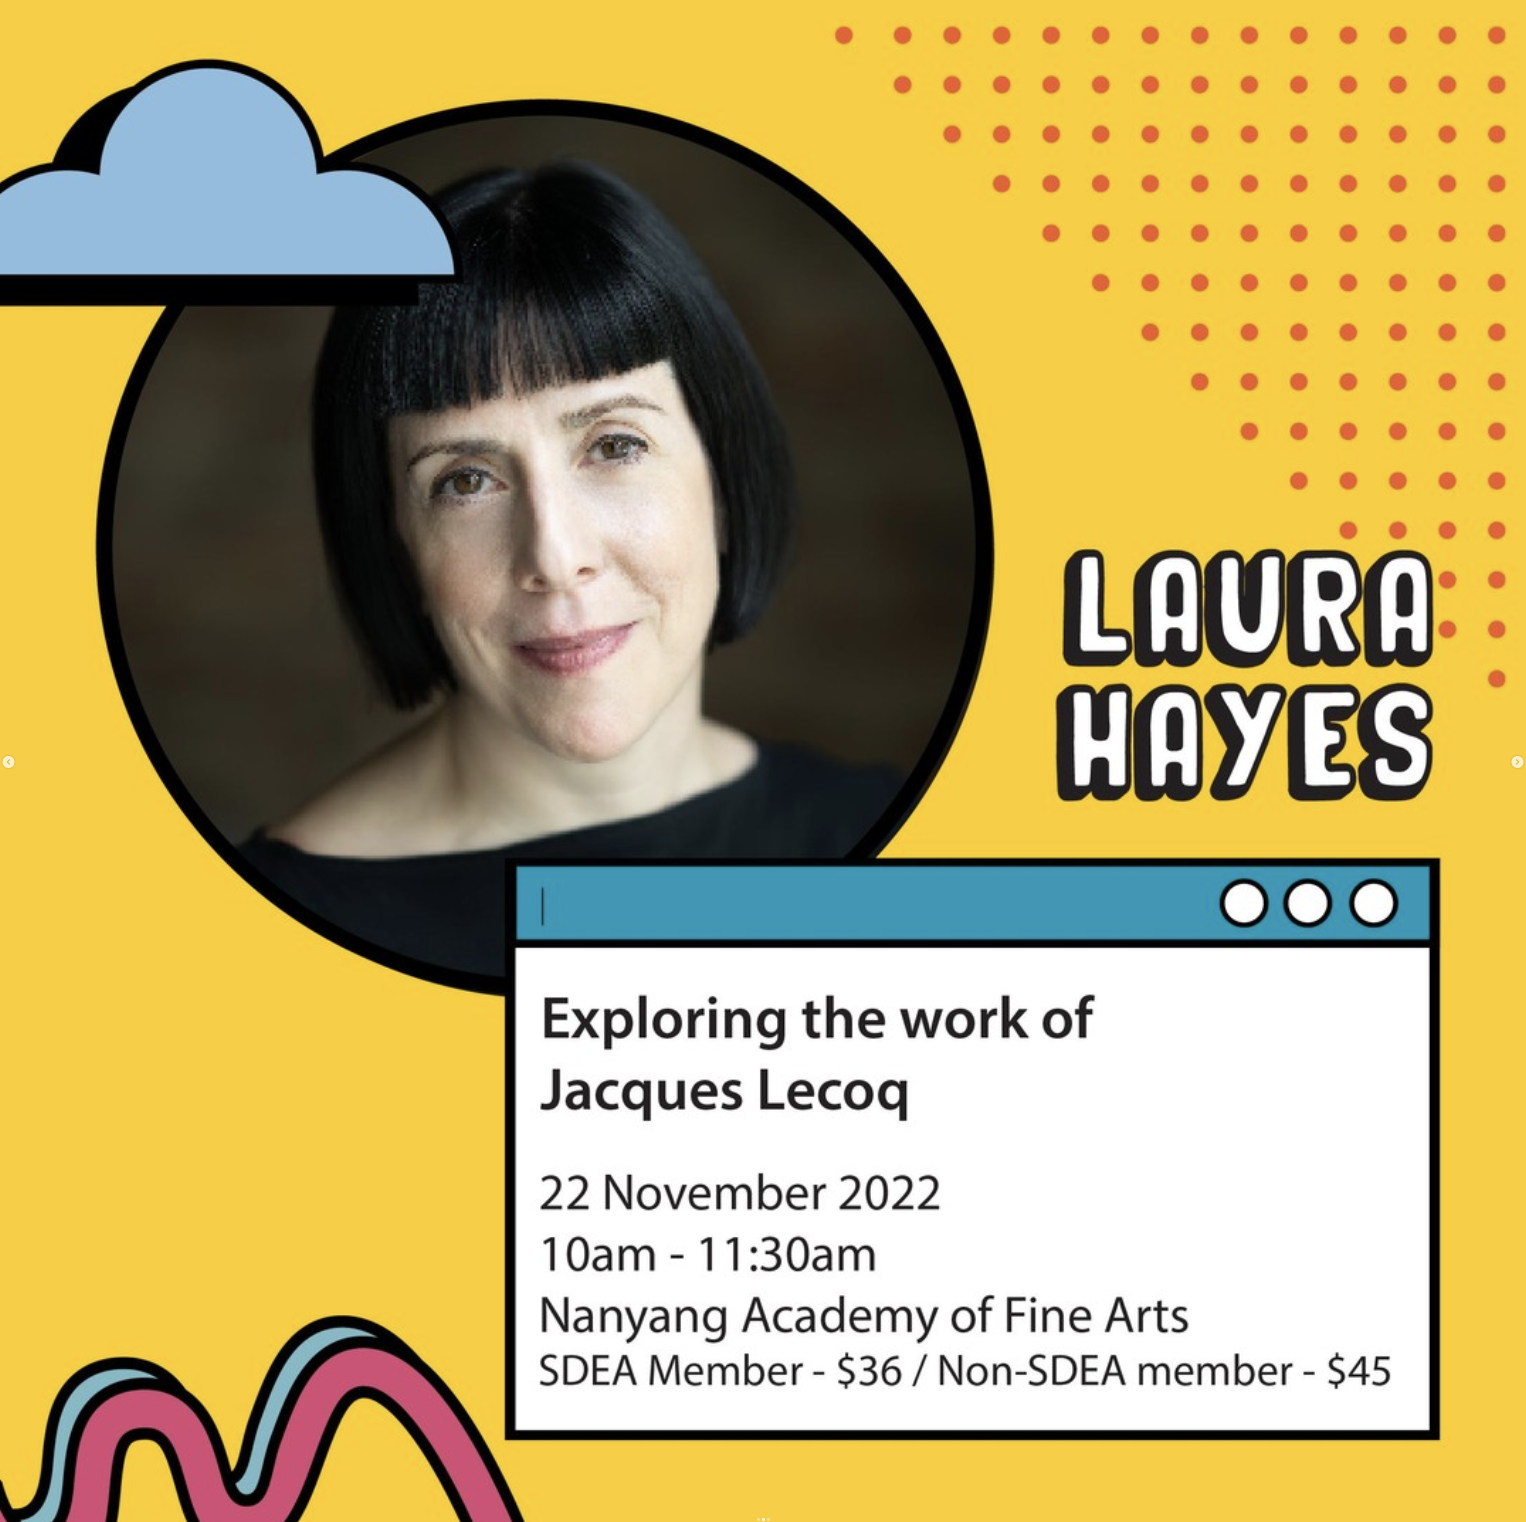 LAURA
HAYES
Exploring the work of
Jacques Lecoq
22 November 2022
10am - 11:30am
Nanyang Academy of Fine Arts
SDEA Member - $36 / Non-SDEA member - $45